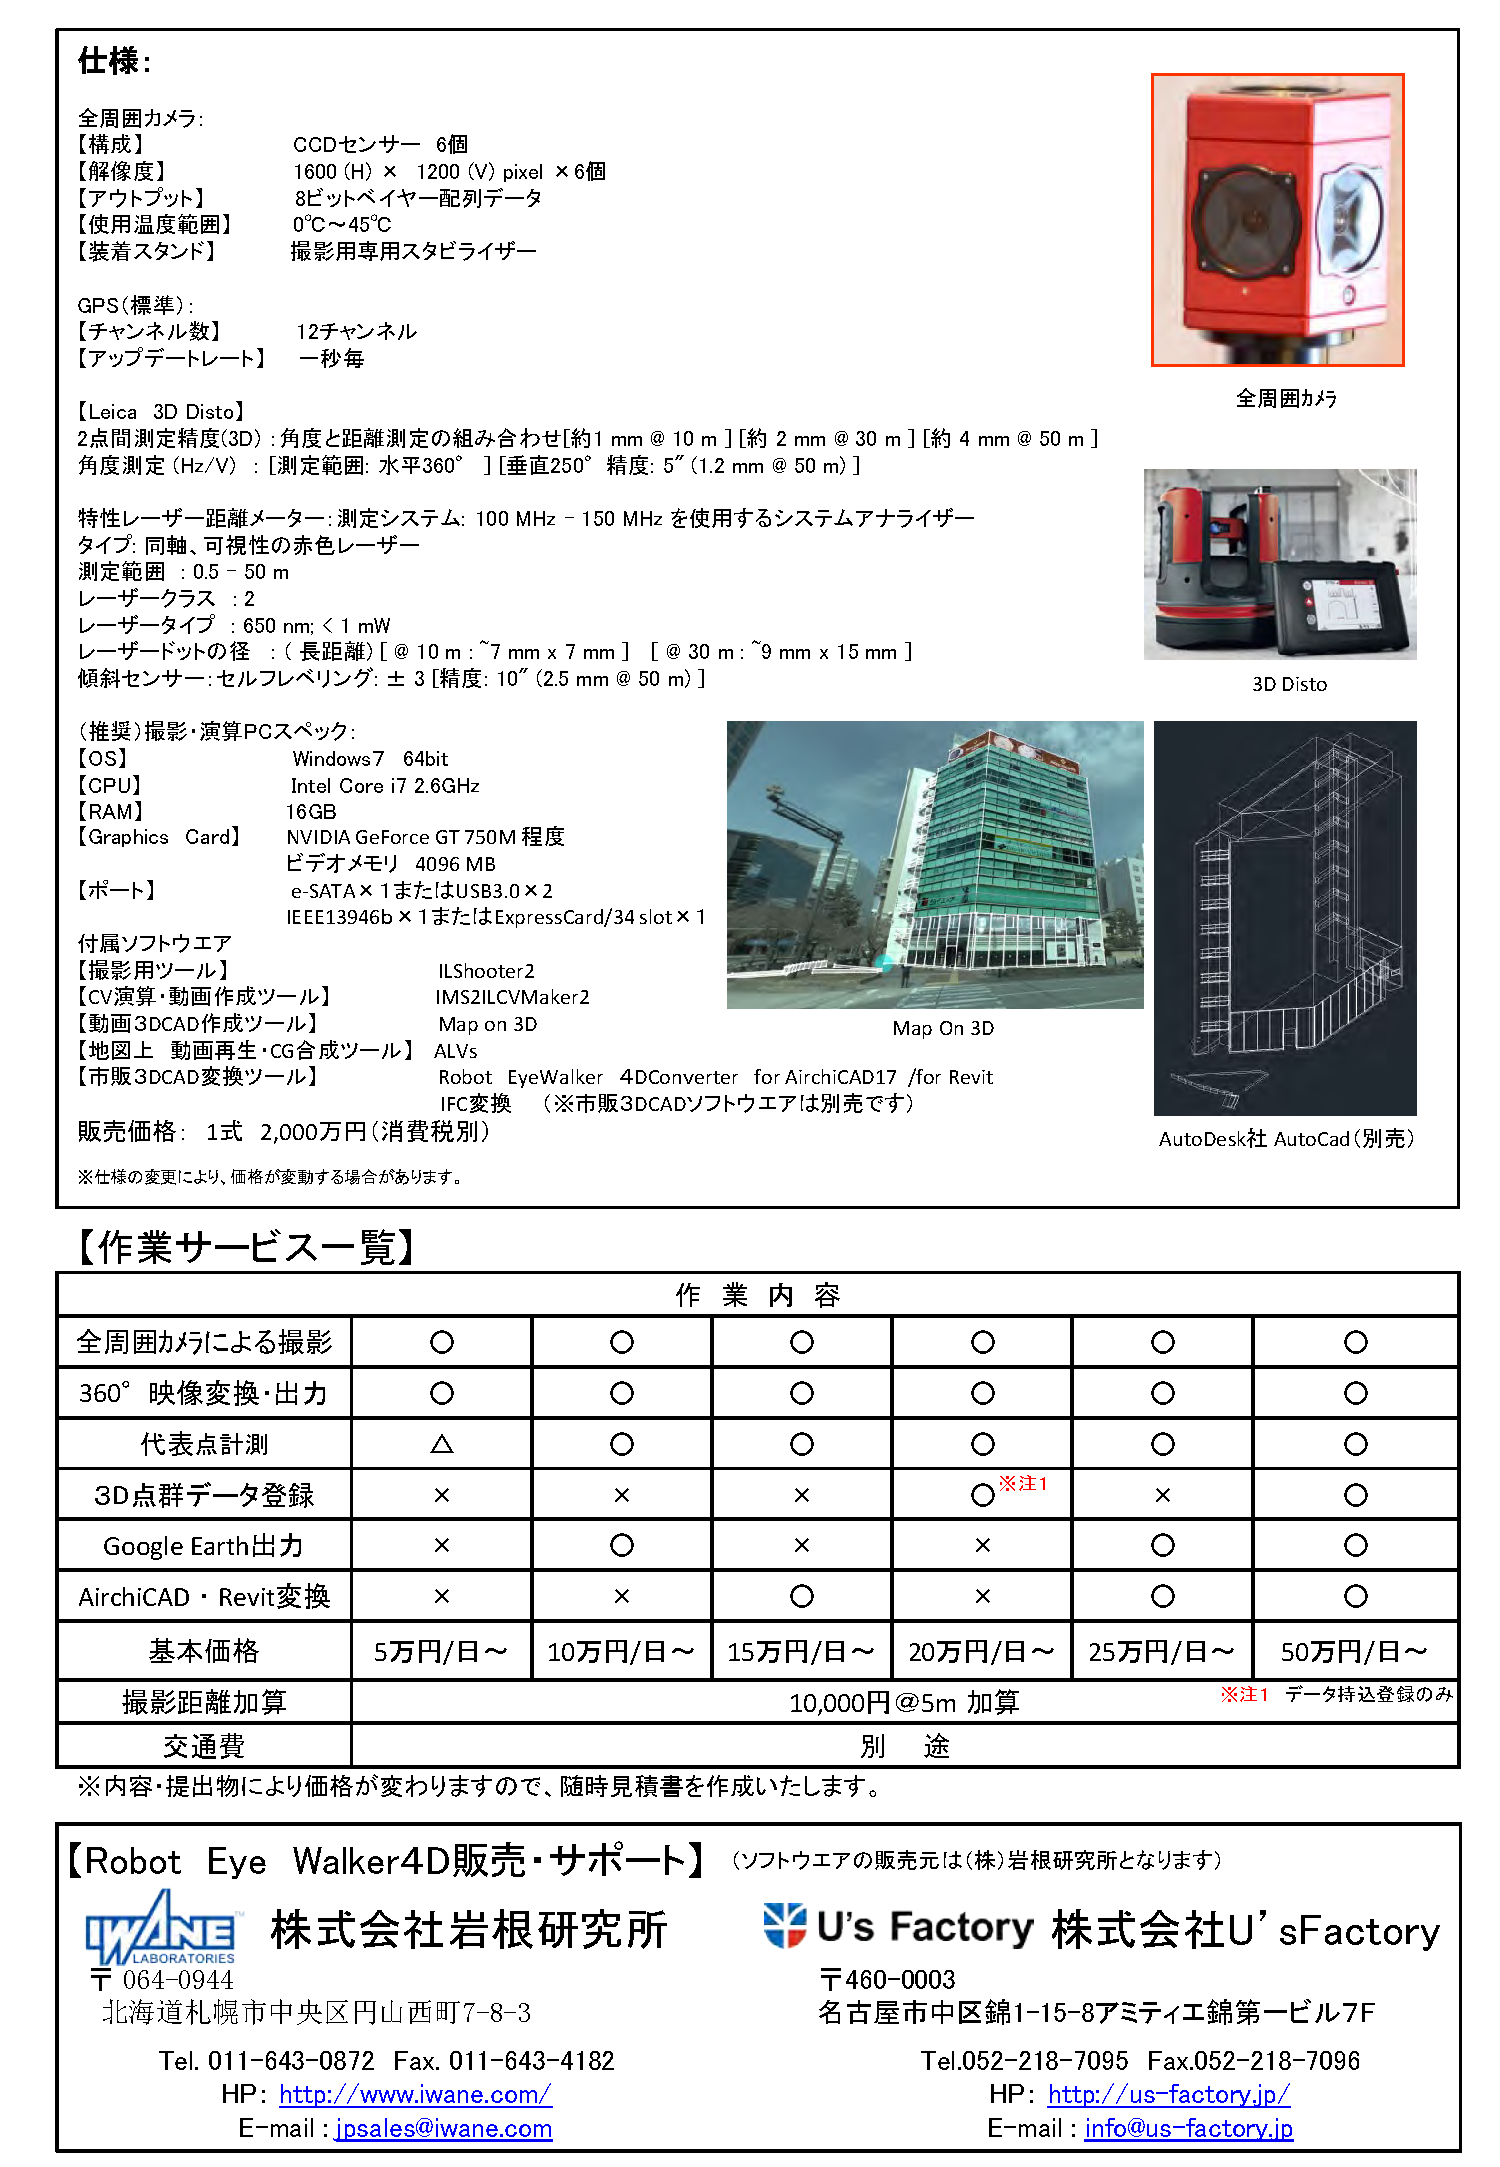 仕様：
全周囲カメラ：
【構成】 CCDセンサー 6個
【解像度】 1600（H）× 1200（V）pixel ×6個
【アウトプット】 8ビットベイヤー配列データ
【使用温度範囲】 0℃～45℃
【装着スタンド】 撮影用専用スタビライザー
GPS（標準）：
【チャンネル数】 12チャンネル
【アップデートレート】 一秒毎
全周囲ｶﾒﾗ
【Leica 3D Disto】
2点間測定精度(3D) ：角度と距離測定の組み合わせ[約1 mm @ 10 m ] [約 2 mm @ 30 m ] [約 4 mm @ 50 m ]
角度測定 (Hz/V) ： [測定範囲: 水平360° ] [垂直250° 精度: 5" (1.2 mm @ 50 m) ]
特性レーザー距離メーター：測定システム: 100 MHz - 150 MHz を使用するシステムアナライザー
タイプ: 同軸、可視性の赤色レーザー
測定範囲 : 0.5 - 50 m
レーザークラス : 2
レーザータイプ : 650 nm; < 1 mW
レーザードットの径 : ( 長距離) [ @ 10 m : ~7 mm x 7 mm ] [ @ 30 m : ~9 mm x 15 mm ]
傾斜センサー：セルフレベリング: ± 3 [精度: 10" (2.5 mm @ 50 m) ]
3D Disto
（推奨）撮影・演算PCスペック：
【OS】 Windows7 64bit
【CPU】 Intel Core i7 2.6GHz
【RAM】 16GB
【Graphics Card】 NVIDIA GeForce GT 750M 程度
ビデオメモリ 4096 MB
【ポート】 e-SATA×1またはUSB3.0×2
IEEE13946b×1またはExpressCard/34 slot×1
付属ソフトウエア
【撮影用ツール】 ILShooter2
【CV演算・動画作成ツール】 IMS2ILCVMaker2
【動画3DCAD作成ツール】 Map on 3D
【地図上 動画再生・CG合成ツール】 ALVs
【市販3DCAD変換ツール】 Robot EyeWalker 4DConverter for AirchiCAD17 /for Revit
IFC変換 （※市販3DCADソフトウエアは別売です）
Map On 3D
AutoDesk社 AutoCad（別売）
販売価格： 1式 2,000万円（消費税別）
※仕様の変更により、価格が変動する場合があります。
【作業サービス一覧】
作 業 内 容
全周囲ｶﾒﾗによる撮影 ○ ○ ○ ○ ○ ○
360°映像変換・出力 ○ ○ ○ ○ ○ ○
代表点計測 △ ○ ○ ○ ○ ○
3D点群データ登録 × × × ○※注1 × ○
Google Earth出力 × ○ × × ○ ○
AirchiCAD ・ Revit変換 × × ○ × ○ ○
基本価格 5万円/日～ 10万円/日～ 15万円/日～ 20万円/日～ 25万円/日～ 50万円/日～
撮影距離加算 10,000円＠5m 加算 ※注1 データ持込登録のみ
交通費 別 途
※内容・提出物により価格が変わりますので、随時見積書を作成いたします。
【Robot Eye Walker4D販売・サポート】 （ソフトウエアの販売元は（株）岩根研究所となります）
IWANE LABORATORIES TM 株式会社岩根研究所
〒 064-0944
北海道札幌市中央区円山西町7-8-3
Tel. 011-643-0872 Fax. 011-643-4182
HP： http://www.iwane.com/
E-mail : jpsales@iwane.com
U's Factory 株式会社U'sFactory
〒460-0003
名古屋市中区錦1-15-8アミティエ錦第一ビル7F
Tel.052-218-7095 Fax.052-218-7096
HP： http://us-factory.jp/
E-mail : info@us-factory.jp